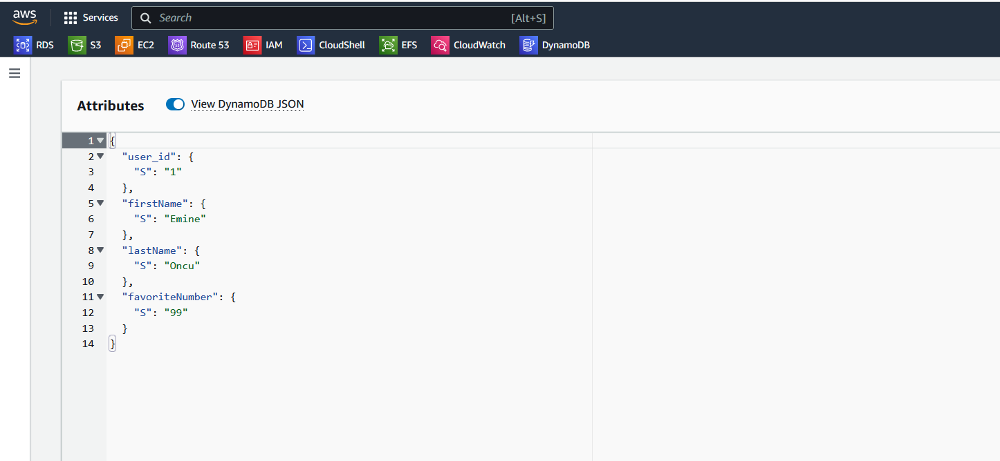 aws Services Search [Alt+S]
RDS S3 EC2 Route 53 IAM CloudShell EFS CloudWatch DynamoDB
Attributes View DynamoDB JSON
1 {
2 "user_id": {
3 "S": "1"
4 },
5 "firstName": {
6 "S": "Emine"
7 },
8 "lastName": {
9 "S": "Oncu"
10 },
11 "favoriteNumber": {
12 "S": "99"
13 }
14 }